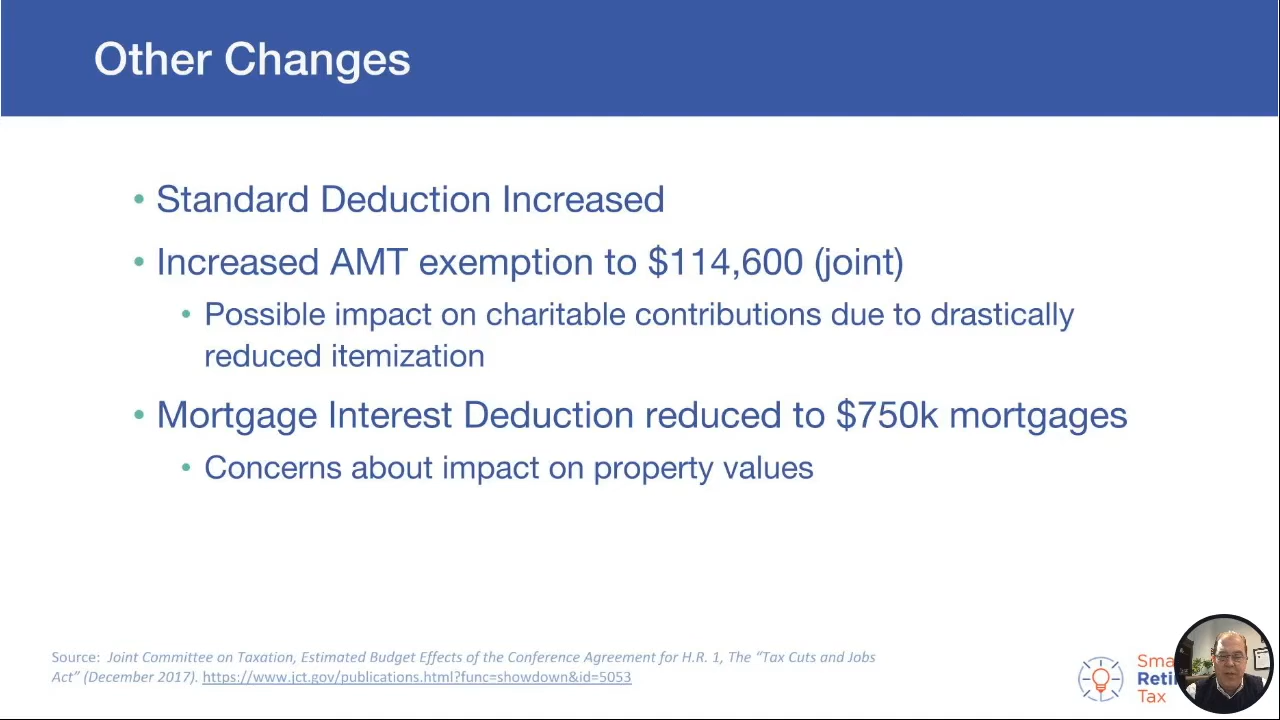 Other Changes
• Standard Deduction Increased
• Increased AMT exemption to $114,600 (joint)
• Possible impact on charitable contributions due to drastically
reduced itemization
• Mortgage Interest Deduction reduced to $750k mortgages
• Concerns about impact on property values
Source: Joint Committee on Taxation, Estimated Budget Effects of the Conference Agreement for H.R. 1, The “Tax Cuts and Jobs
Act” (December 2017). https://www.jct.gov/publications.html?func=showdown&id=5053
Tax